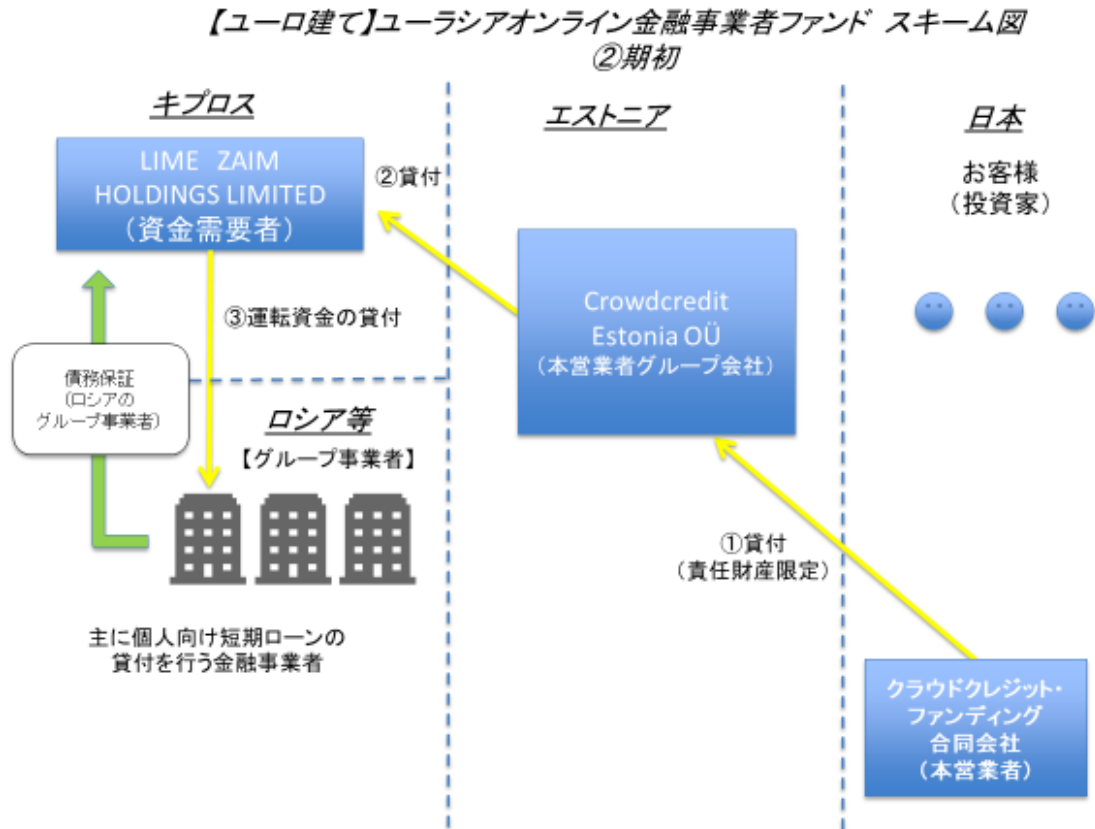 【ユーロ建て】ユーラシアオンライン金融事業者ファンド スキーム図
②期初
キプロス
LIME ZAIM
HOLDINGS LIMITED
（資金需要者）
②貸付
③運転資金の貸付
債務保証
(ロシアの
グループ事業者)
ロシア等
【グループ事業者】
主に個人向け短期ローンの
貸付を行う金融事業者
エストニア
Crowdcredit
Estonia OÜ
（本営業者グループ会社）
①貸付
（責任財産限定）
日本
お客様
（投資家）
クラウドクレジット・
ファンディング
合同会社
（本営業者）